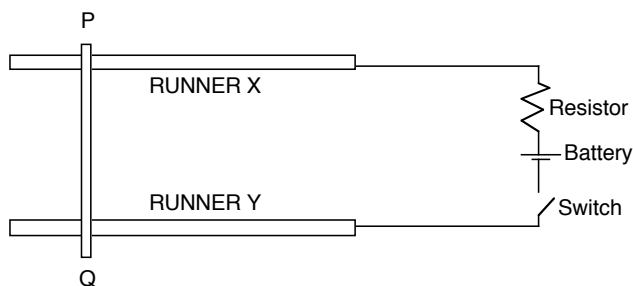 P
RUNNER X
Resistor
Battery
RUNNER Y
Switch
Q